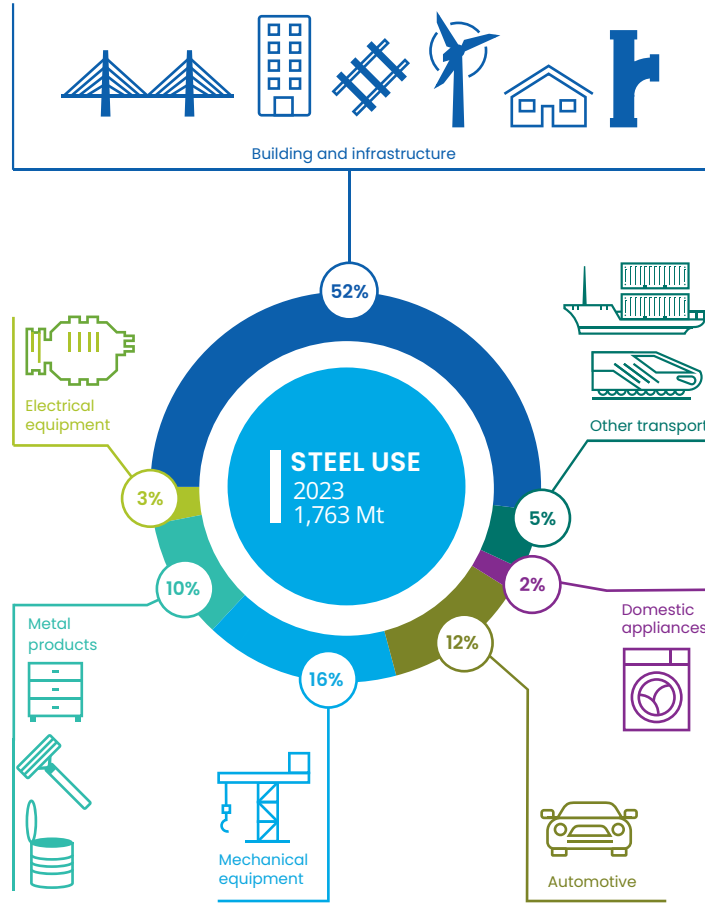 Building and infrastructure
52%
Electrical
equipment
Other transport
STEEL USE
2023
1,763 Mt
3%
5%
10%
2%
Metal
products
Domestic
appliances
12%
16%
Mechanical
equipment
Automotive